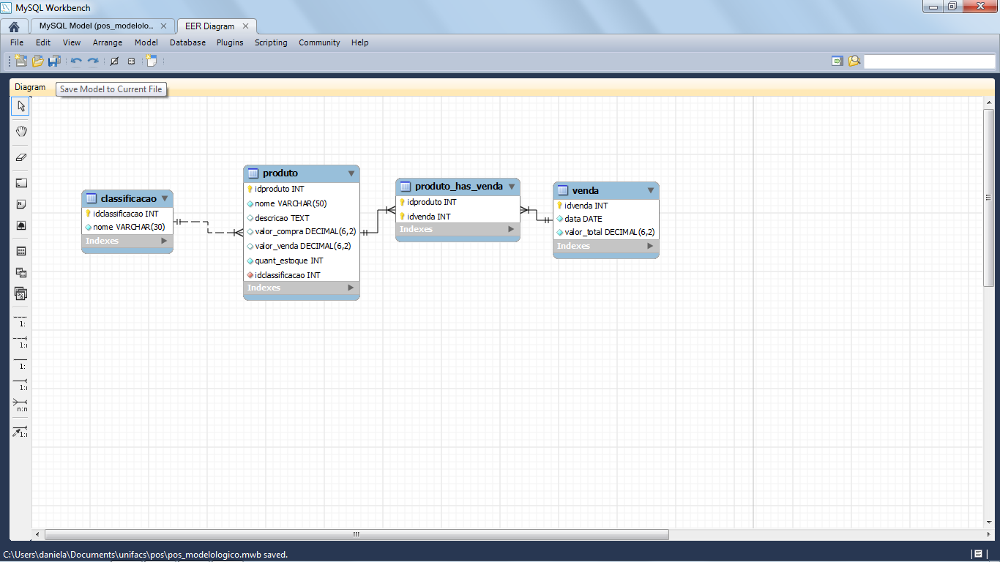 MySQL Workbench
MySQL Model (pos_modelolo...
EER Diagram
File Edit View Arrange Model Database Plugins Scripting Community Help
Diagram
Save Model to Current File
classificacao
idclassificacao INT
nome VARCHAR(30)
Indexes
produto
idproduto INT
nome VARCHAR(50)
descricao TEXT
valor_compra DECIMAL(6,2)
valor_venda DECIMAL(6,2)
quant_estoque INT
idclassificacao INT
Indexes
produto_has_venda
idproduto INT
idvenda INT
Indexes
venda
idvenda INT
data DATE
valor_total DECIMAL(6,2)
Indexes
1:
1:
1:
1:
n:n
1:
C:\Users\daniela\Documents\unifacs\pos\pos_modelologico.mwb saved.